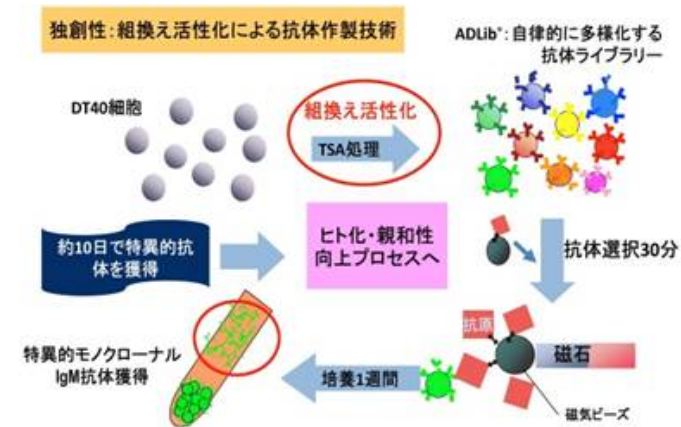 独創性:組換え活性化による抗体作製技術
ADLib®:自律的に多様化する
抗体ライブラリー
DT40細胞
組換え活性化
TSA処理
約10日で特異的抗
体を獲得
ヒト化・親和性
向上プロセスへ
抗体選択30分
抗原
磁石
特異的モノクローナル
IgM抗体獲得
培養1週間
磁気ビーズ